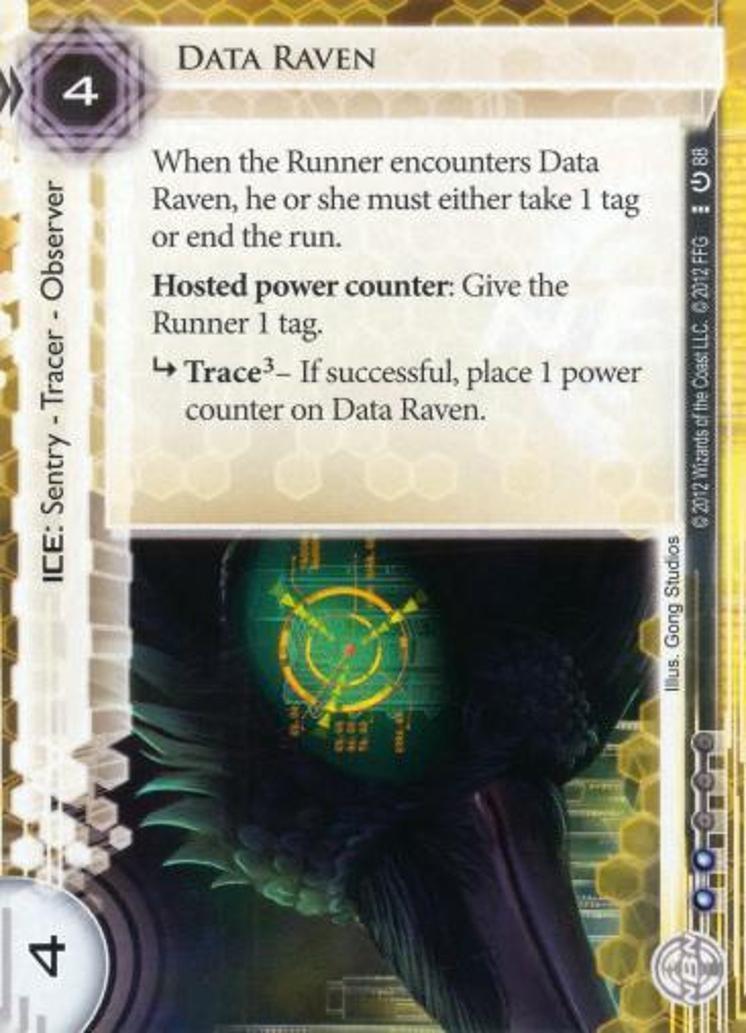 DATA RAVEN
4
When the Runner encounters Data
Raven, he or she must either take 1 tag
or end the run.
Hosted power counter: Give the
Runner 1 tag.
↳ Trace³– If successful, place 1 power
counter on Data Raven.
ICE: Sentry - Tracer - Observer
4
© 2012 Wizards of the Coast LLC. © 2012 FFG 88
Illus. Gong Studios
NBN